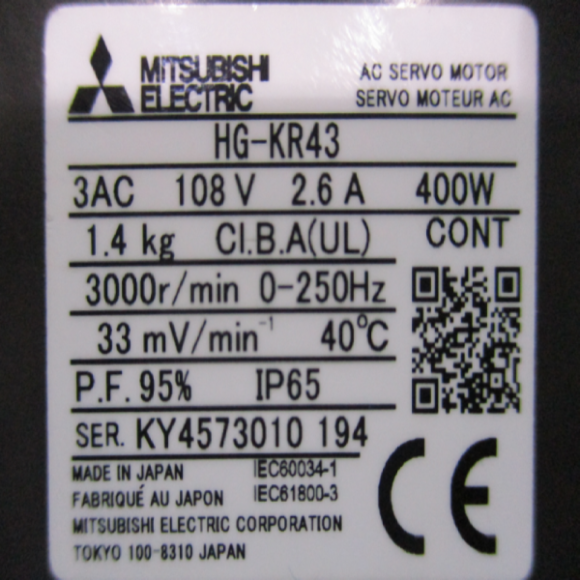 MITSUBISHI
ELECTRIC
AC SERVO MOTOR
SERVO MOTEUR AC
HG-KR43
3AC 108 V 2.6 A 400W
1.4 kg CI.B.A(UL) CONT
3000r/min 0-250Hz
33 mV/min⁻¹ 40℃
P.F. 95% IP65
SER. KY4573010 194
MADE IN JAPAN IEC60034-1
FABRIQUÉ AU JAPON IEC61800-3
MITSUBISHI ELECTRIC CORPORATION
TOKYO 100-8310 JAPAN
CE